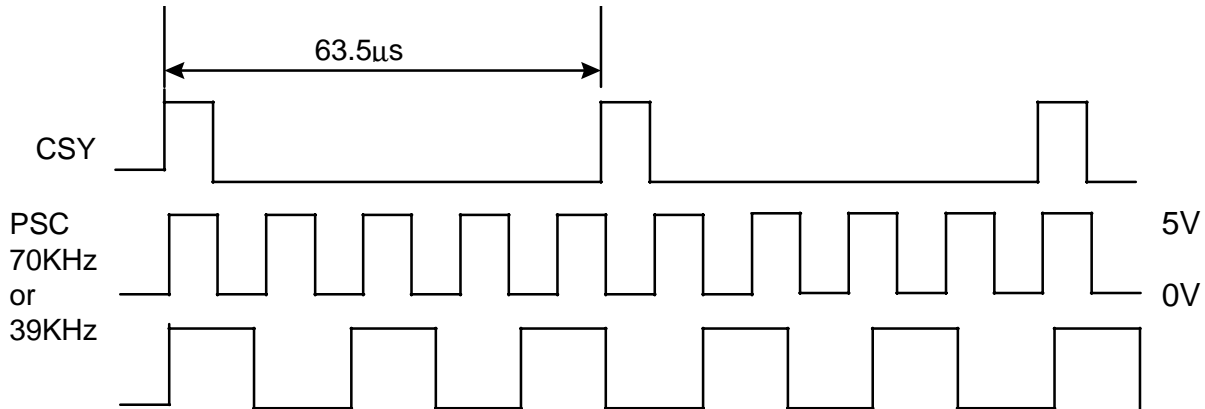 63.5μs
CSY
PSC
70KHz
or
39KHz
5V
0V